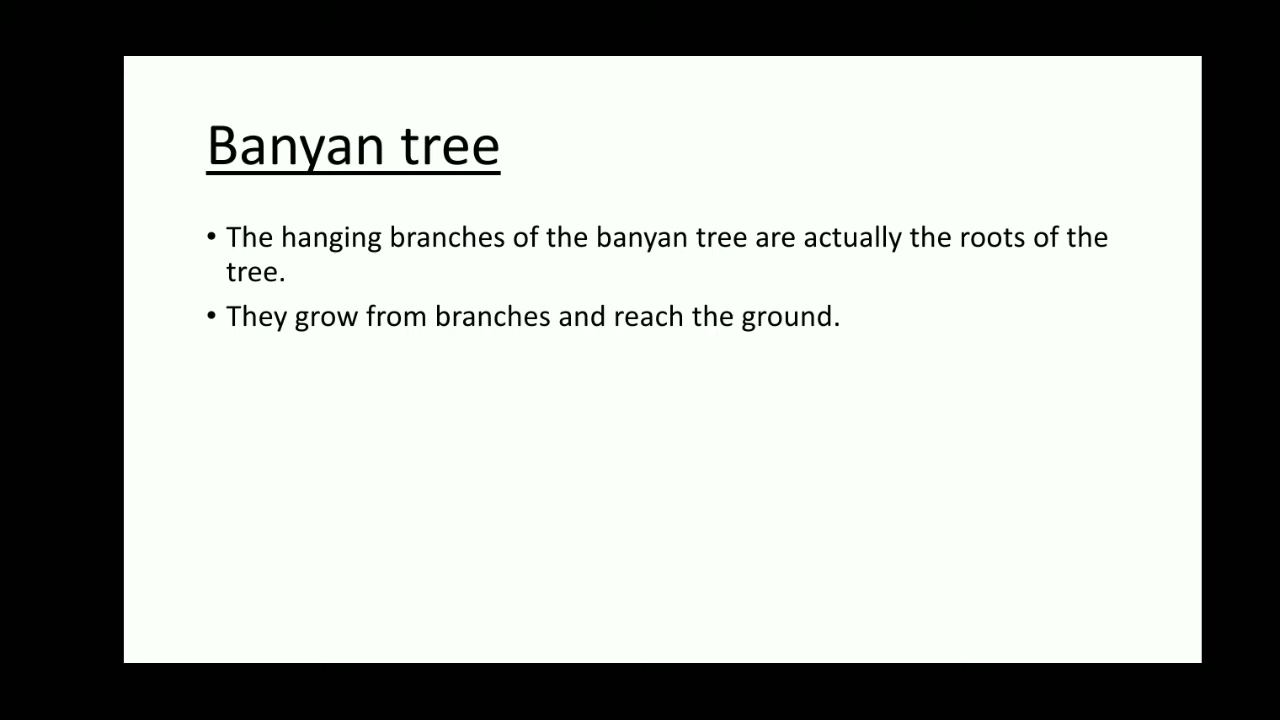 Banyan tree
• The hanging branches of the banyan tree are actually the roots of the
tree.
• They grow from branches and reach the ground.